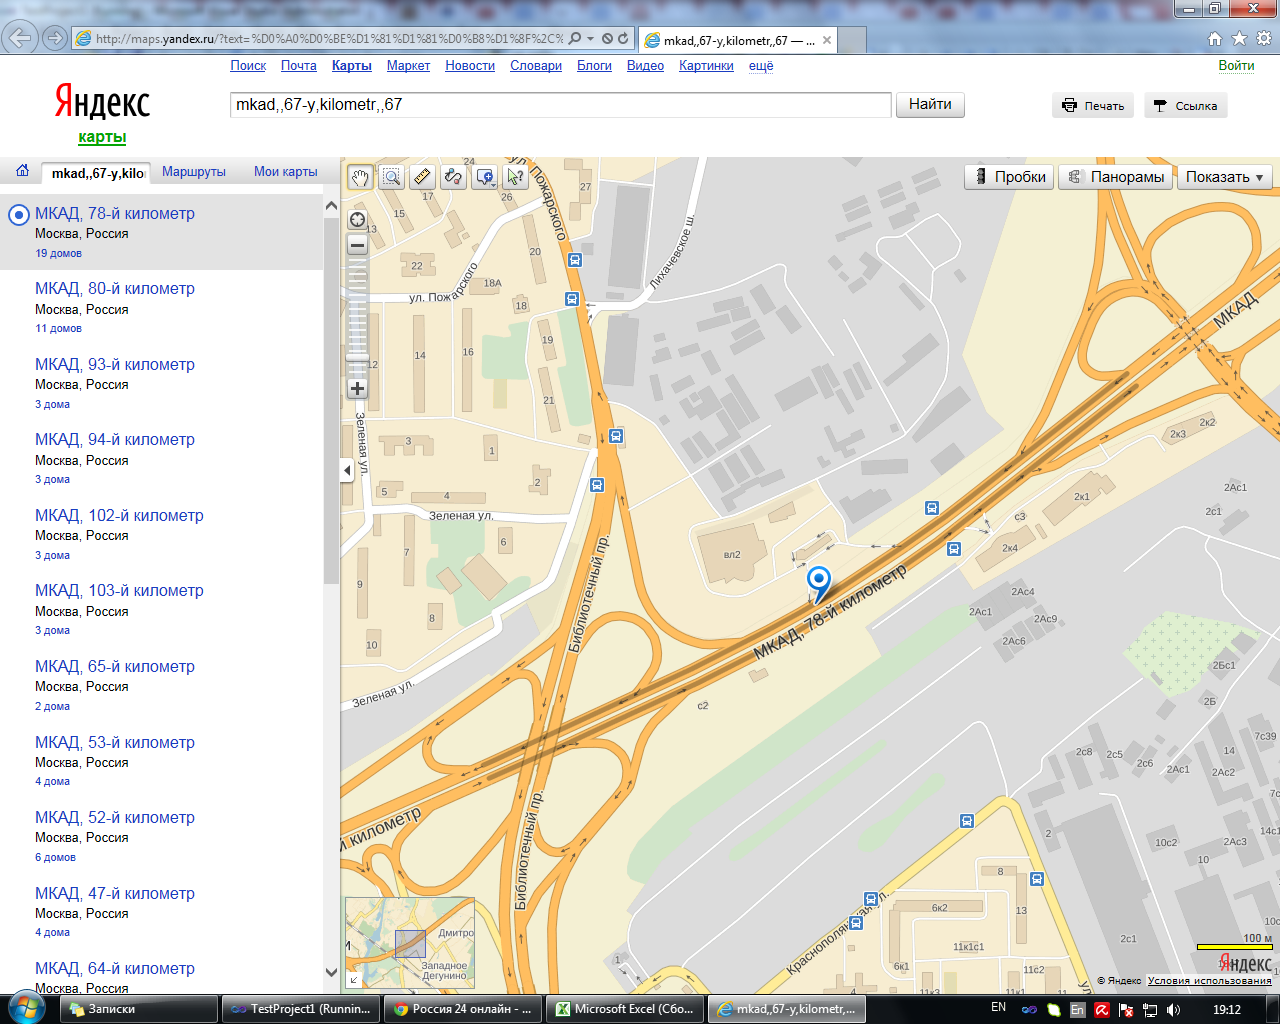 http://maps.yandex.ru/?text=%D0%A0%D0%BE%D1%81%D1%81%D0%B8%D1%8F%2C%
mkad,,67-y,kilometr,,67 — ...
Поиск Почта Карты Маркет Новости Словари Блоги Видео Картинки ещё
Войти
Яндекс
карты
mkad,,67-y,kilometr,,67
Найти
Печать
Ссылка
mkad,,67-y,kilo
Маршруты
Мои карты
Пробки
Панорамы
Показать
МКАД, 78-й километр
Москва, Россия
19 домов
МКАД, 80-й километр
Москва, Россия
11 домов
МКАД, 93-й километр
Москва, Россия
3 дома
МКАД, 94-й километр
Москва, Россия
3 дома
МКАД, 102-й километр
Москва, Россия
3 дома
МКАД, 103-й километр
Москва, Россия
3 дома
МКАД, 65-й километр
Москва, Россия
2 дома
МКАД, 53-й километр
Москва, Россия
4 дома
МКАД, 52-й километр
Москва, Россия
6 домов
МКАД, 47-й километр
Москва, Россия
4 дома
МКАД, 64-й километр
Москва, Россия
24
27
13
17
15
20
22
18А
18
ул. Пожарского
ул. Пожарского
Лихачевское ш.
МКАД
19
14
16
12
21
Зеленая ул.
3
1
2
5
4
Зеленая ул.
6
7
9
8
10
Зеленая ул.
Библиотечный пр.
вл2
МКАД, 78-й километр
2к2
2к3
2к1
с3
2к4
2Ас1
2с1
2Ас4
2Ас1
2Ас9
2Ас6
2Бс1
2Б
с2
14
7с39
2с8
2с5
2с6
2Ас1
2Ас2
7с
й километр
Библиотечный пр.
2
10с2
10
8
6к2
13
11к1с1
11с2
6к1
2с1
10с1
1
Краснополянская ул.
Дмитро
и
Западное
Дегунино
100 м
Яндекс
© Яндекс Условия использования
Записки
TestProject1 (Runnin...
Россия 24 онлайн - ...
Microsoft Excel (Сбо...
mkad,,67-y,kilometr,...
EN
En
19:12